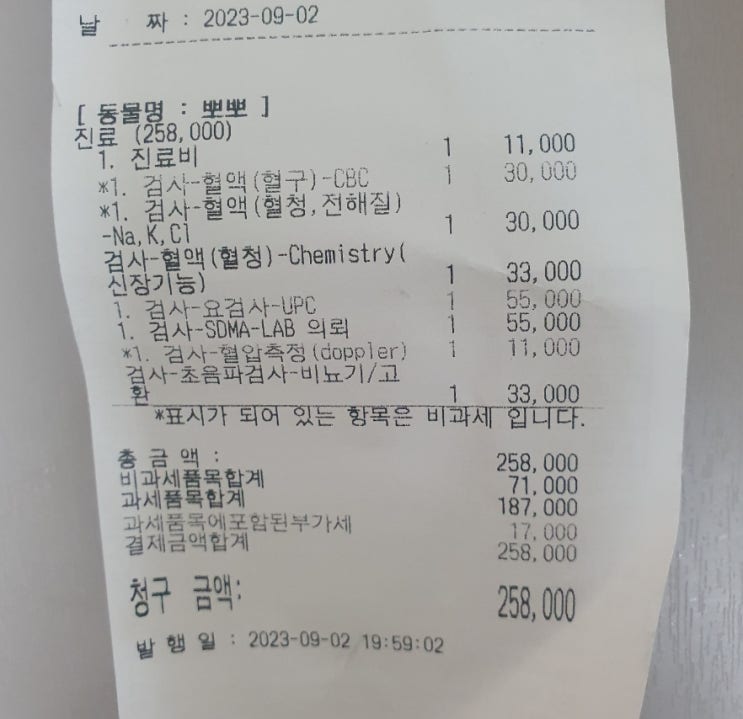 날 짜 : 2023-09-02
[ 동물명 : 뽀뽀 ]
진료 (258,000)
1. 진료비 1 11,000
*1. 검사-혈액(혈구)-CBC 1 30,000
*1. 검사-혈액(혈청,전해질)
-Na,K,Cl 1 30,000
검사-혈액(혈청)-Chemistry(
신장기능) 1 33,000
1. 검사-요검사-UPC 1 55,000
1. 검사-SDMA-LAB 의뢰 1 55,000
*1. 검사-혈압측정(doppler) 1 11,000
검사-초음파검사-비뇨기/고
환 1 33,000
*표시가 되어 있는 항목은 비과세 입니다.
총 금 액 : 258,000
비과세품목합계 71,000
과세품목합계 187,000
과세품목에포함된부가세 17,000
결제금액합계 258,000
청구 금액: 258,000
발 행 일 : 2023-09-02 19:59:02